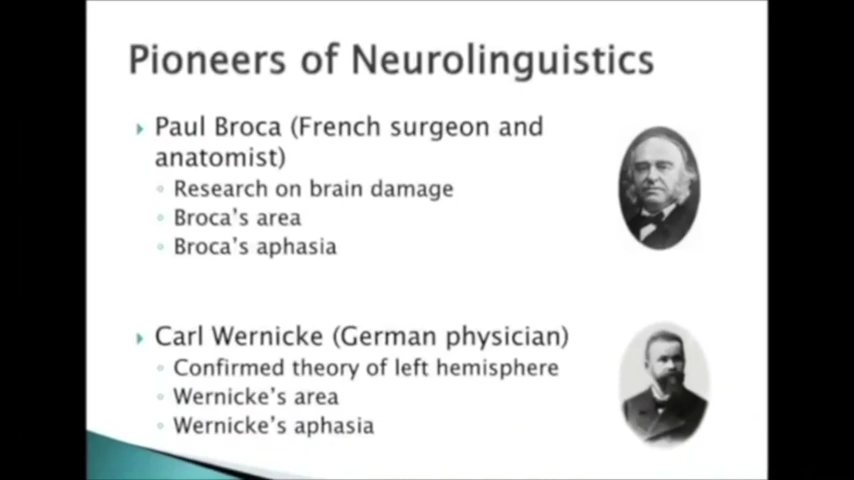 Pioneers of Neurolinguistics
Paul Broca (French surgeon and
anatomist)
Research on brain damage
Broca's area
Broca's aphasia
Carl Wernicke (German physician)
Confirmed theory of left hemisphere
Wernicke's area
Wernicke's aphasia